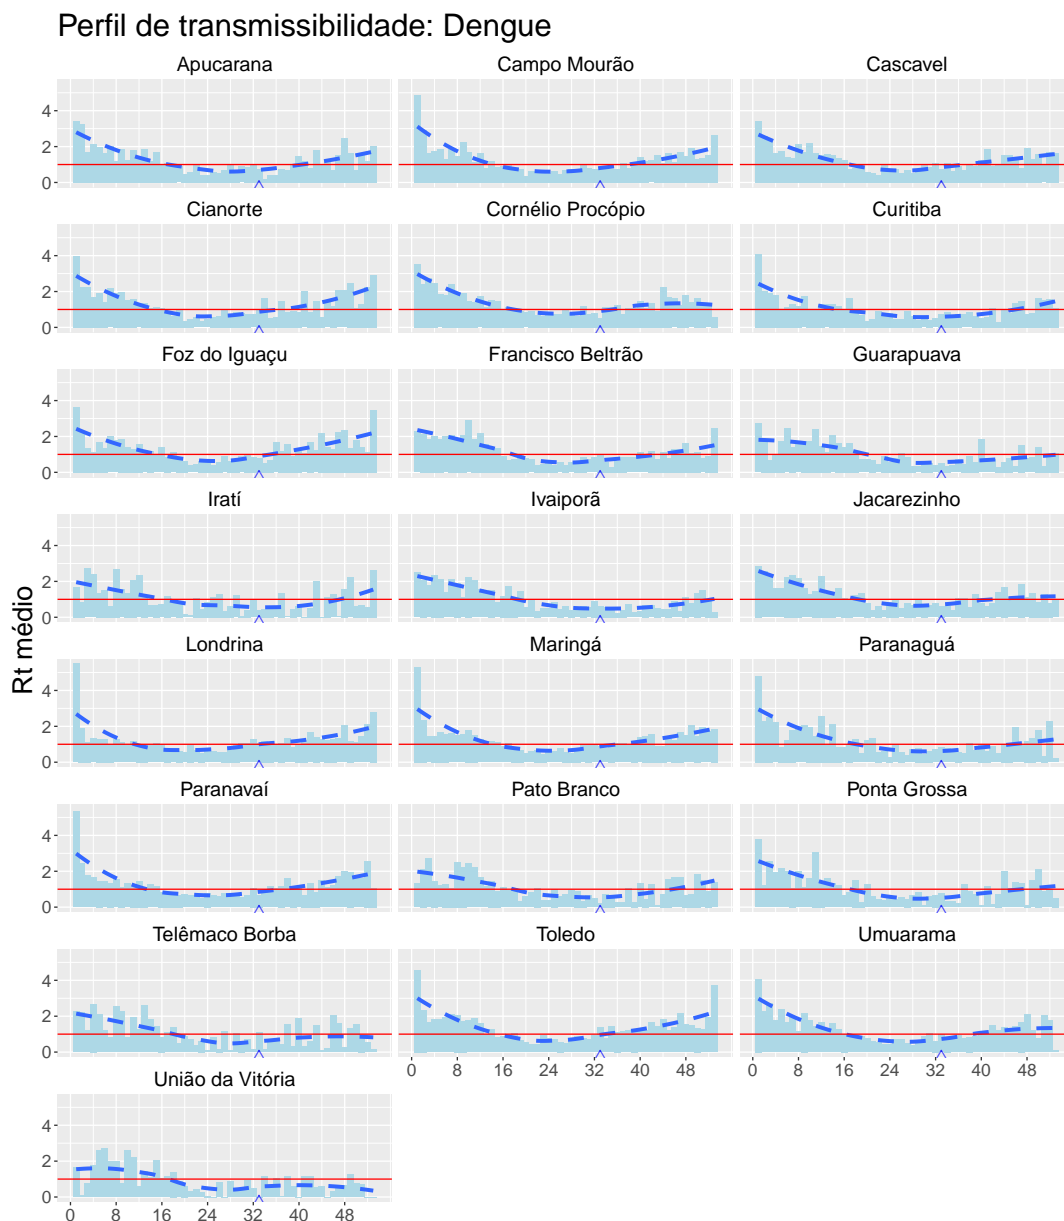 Perfil de transmissibilidade: Dengue
Apucarana
Campo Mourão
Cascavel
4
2
0
Cianorte
Cornélio Procópio
Curitiba
4
2
0
Foz do Iguaçu
Francisco Beltrão
Guarapuava
4
2
0
Iratí
Ivaiporã
Jacarezinho
4
2
0
Rt médio
Londrina
Maringá
Paranaguá
4
2
0
Paranavaí
Pato Branco
Ponta Grossa
4
2
0
Telêmaco Borba
Toledo
Umuarama
4
2
0
0 8 16 24 32 40 48
0 8 16 24 32 40 48
União da Vitória
4
2
0
0 8 16 24 32 40 48